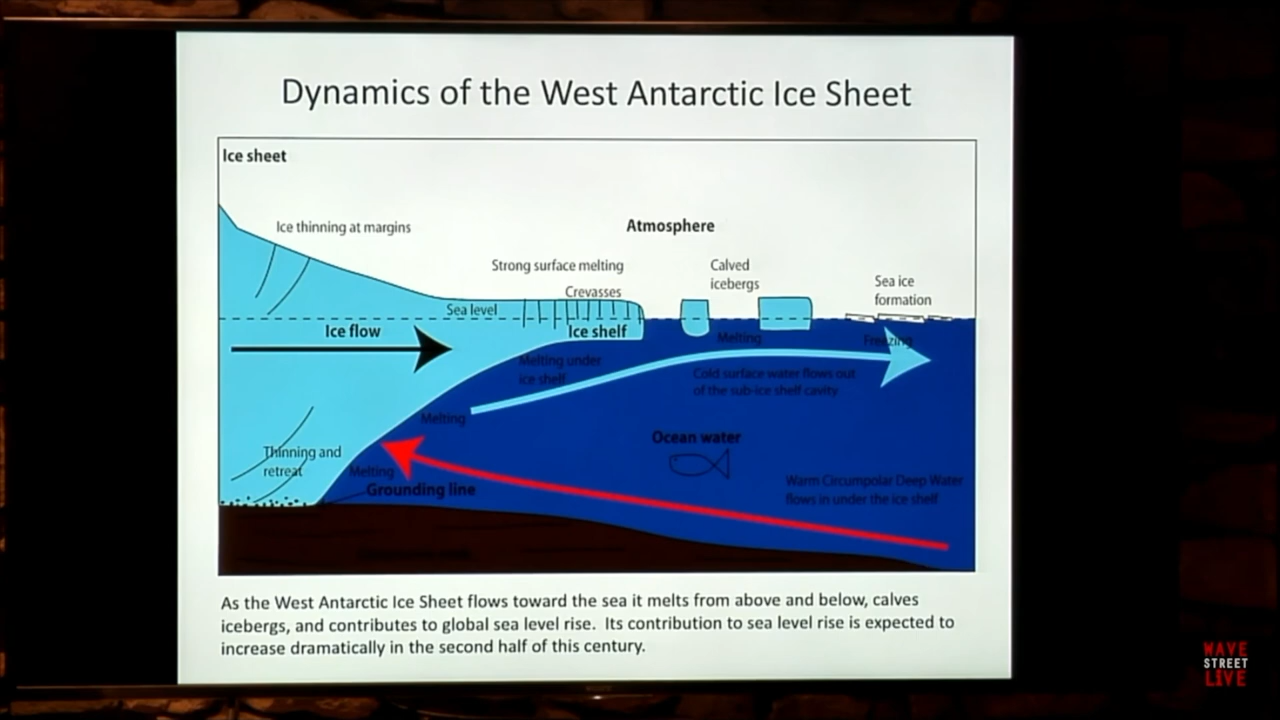 Dynamics of the West Antarctic Ice Sheet
Ice sheet
Ice thinning at margins
Atmosphere
Strong surface melting
Calved
icebergs
Sea ice
formation
Crevasses
Sea level
Ice flow
Ice shelf
Melting
Freezing
Melting under
ice shelf
Cold surface water flows out
of the sub-ice shelf cavity
Melting
Ocean water
Thinning and
retreat
Melting
Grounding line
Warm Circumpolar Deep Water
flows in under the ice shelf
As the West Antarctic Ice Sheet flows toward the sea it melts from above and below, calves
icebergs, and contributes to global sea level rise.  Its contribution to sea level rise is expected to
increase dramatically in the second half of this century.
WAVE
STREET
LIVE